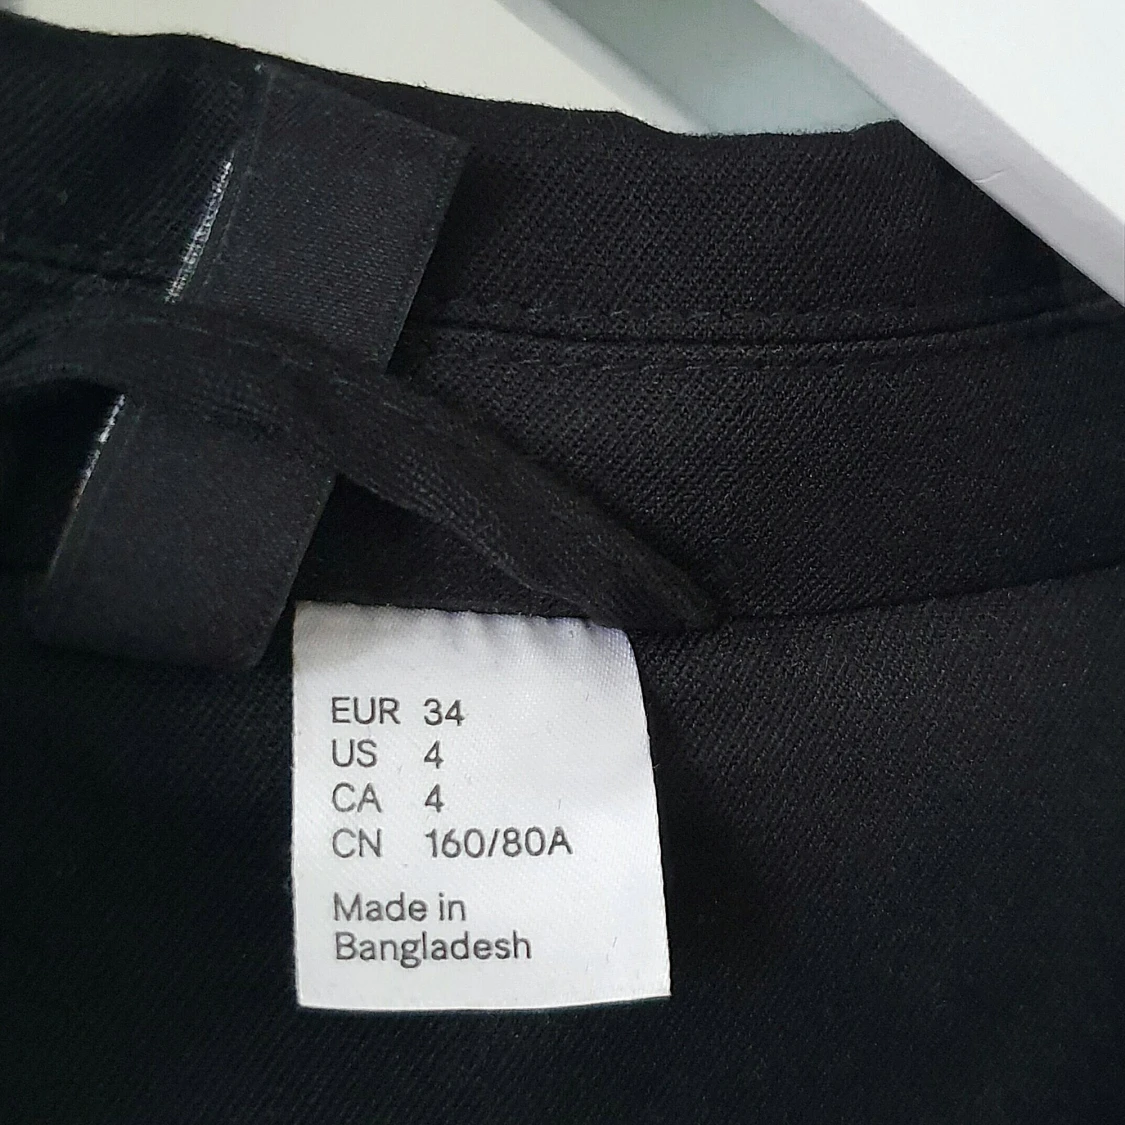 EUR 34
US 4
CA 4
CN 160/80A
Made in
Bangladesh